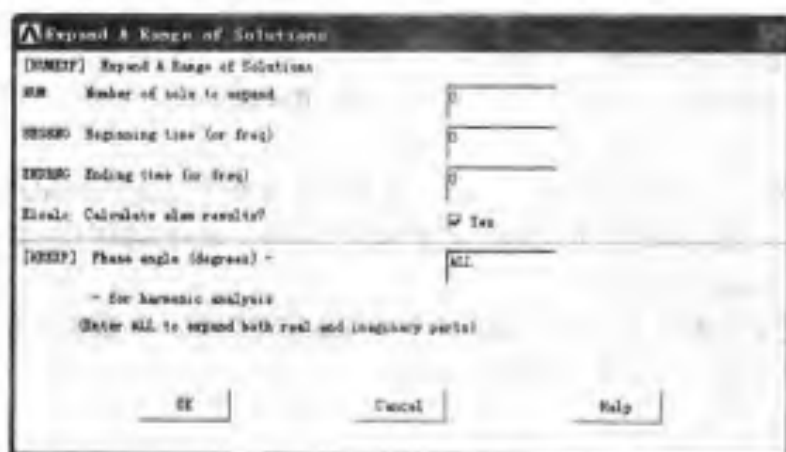 Expand A Range of Solutions
[NUMEXP] Expand A Range of Solutions
NUM Number of solu to expand 0
BEGRNG Beginning time (or freq) 0
ENDRNG Ending time (or freq) 0
Elcalc Calculate elem results? Yes
[HREXP] Phase angle (degrees) - ALL
- for harmonic analysis
(Enter ALL to expand both real and imaginary parts)
OK Cancel Help